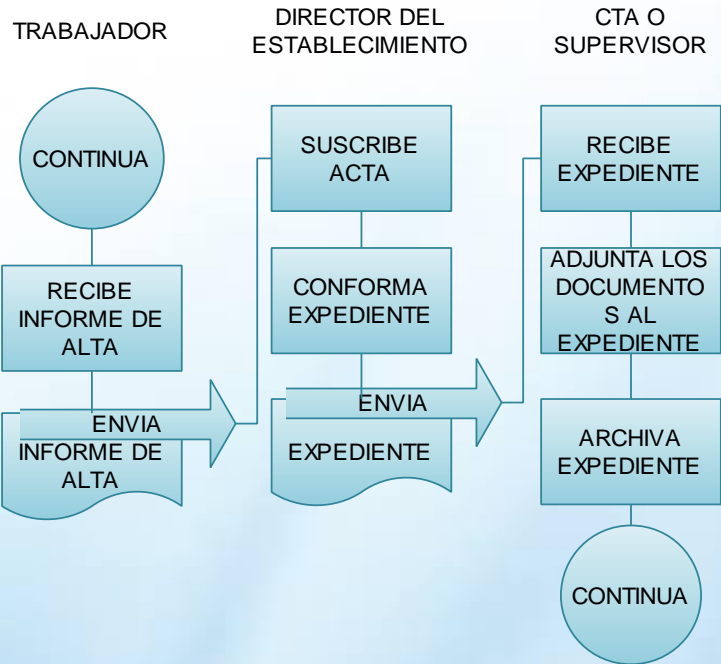 TRABAJADOR
DIRECTOR DEL
ESTABLECIMIENTO
CTA O
SUPERVISOR
CONTINUA
RECIBE
INFORME DE
ALTA
ENVIA
INFORME DE
ALTA
SUSCRIBE
ACTA
CONFORMA
EXPEDIENTE
ENVIA
EXPEDIENTE
RECIBE
EXPEDIENTE
ADJUNTA LOS
DOCUMENTO
S AL
EXPEDIENTE
ARCHIVA
EXPEDIENTE
CONTINUA